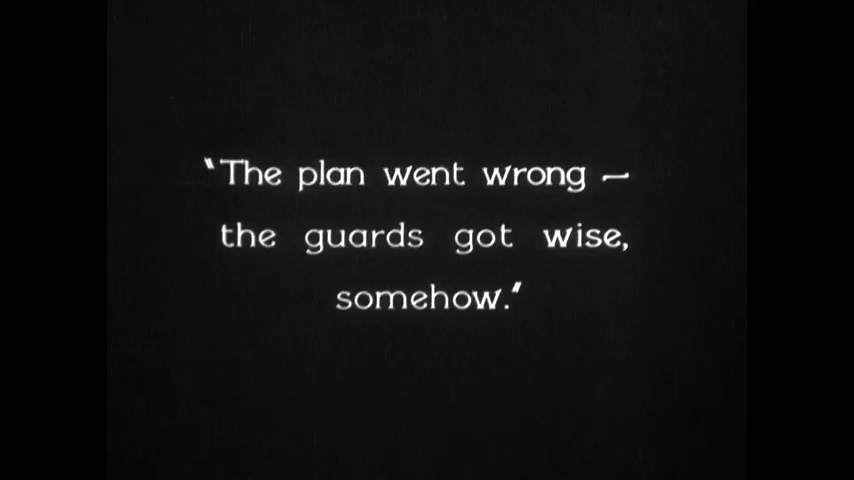 "The plan went wrong —
the guards got wise,
somehow."